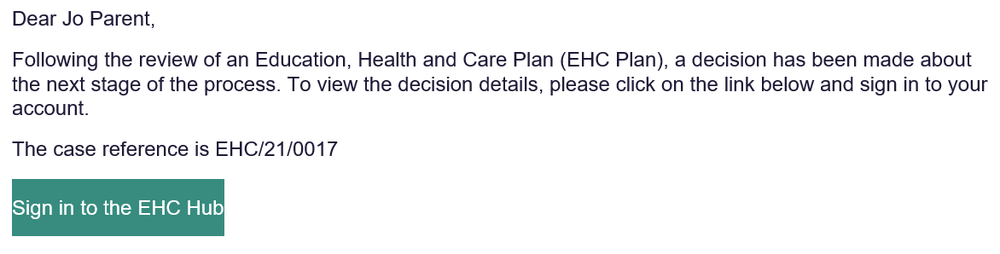 Dear Jo Parent,
Following the review of an Education, Health and Care Plan (EHC Plan), a decision has been made about
the next stage of the process. To view the decision details, please click on the link below and sign in to your
account.
The case reference is EHC/21/0017
Sign in to the EHC Hub